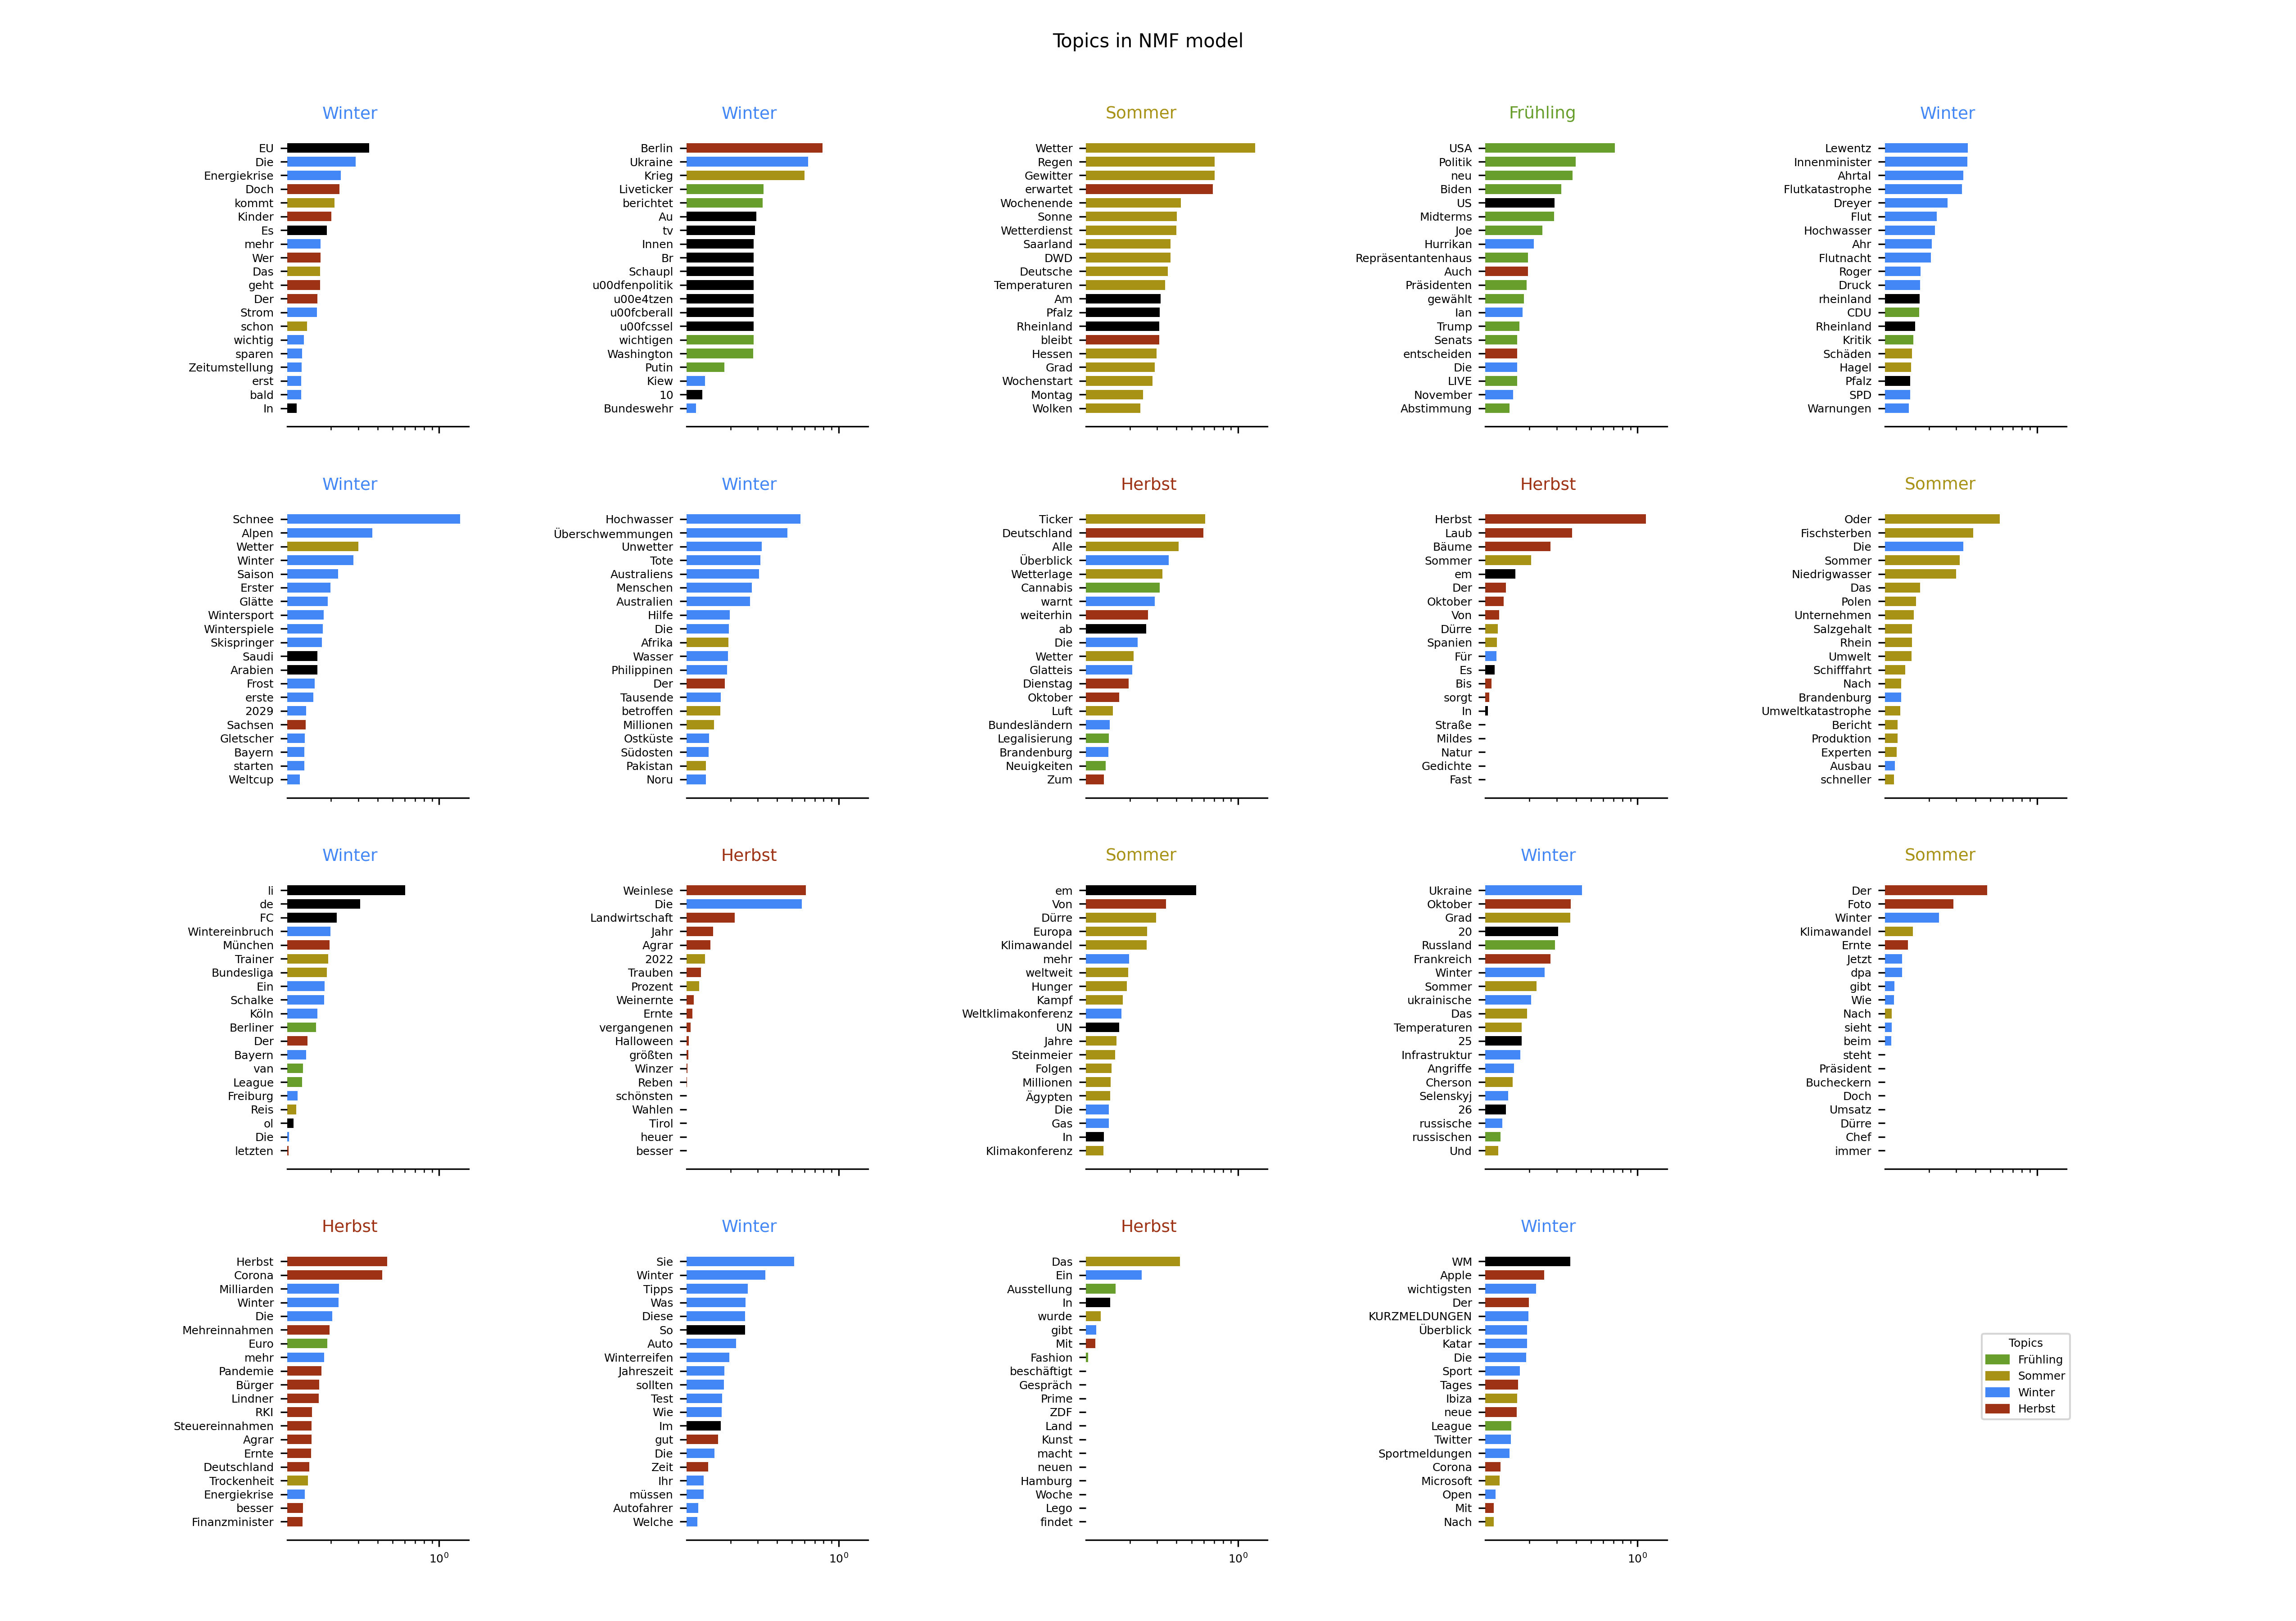 Topics in NMF model
Winter
EU
Die
Energiekrise
Doch
kommt
Kinder
Es
mehr
Wer
Das
geht
Der
Strom
schon
wichtig
sparen
Zeitumstellung
erst
bald
In
Winter
Berlin
Ukraine
Krieg
Liveticker
berichtet
Au
tv
Innen
Br
Schaupl
u00dfenpolitik
u00e4tzen
u00fcberall
u00fcssel
wichtigen
Washington
Putin
Kiew
10
Bundeswehr
Sommer
Wetter
Regen
Gewitter
erwartet
Wochenende
Sonne
Wetterdienst
Saarland
DWD
Deutsche
Temperaturen
Am
Pfalz
Rheinland
bleibt
Hessen
Grad
Wochenstart
Montag
Wolken
Frühling
USA
Politik
neu
Biden
US
Midterms
Joe
Hurrikan
Repräsentantenhaus
Auch
Präsidenten
gewählt
Ian
Trump
Senats
entscheiden
Die
LIVE
November
Abstimmung
Winter
Lewentz
Innenminister
Ahrtal
Flutkatastrophe
Dreyer
Flut
Hochwasser
Ahr
Flutnacht
Roger
Druck
rheinland
CDU
Rheinland
Kritik
Schäden
Hagel
Pfalz
SPD
Warnungen
Winter
Schnee
Alpen
Wetter
Winter
Saison
Erster
Glätte
Wintersport
Winterspiele
Skispringer
Saudi
Arabien
Frost
erste
2029
Sachsen
Gletscher
Bayern
starten
Weltcup
Winter
Hochwasser
Überschwemmungen
Unwetter
Tote
Australiens
Menschen
Australien
Hilfe
Die
Afrika
Wasser
Philippinen
Der
Tausende
betroffen
Millionen
Ostküste
Südosten
Pakistan
Noru
Herbst
Ticker
Deutschland
Alle
Überblick
Wetterlage
Cannabis
warnt
weiterhin
ab
Die
Wetter
Glatteis
Dienstag
Oktober
Luft
Bundesländern
Legalisierung
Brandenburg
Neuigkeiten
Zum
Herbst
Herbst
Laub
Bäume
Sommer
em
Der
Oktober
Von
Dürre
Spanien
Für
Es
Bis
sorgt
In
Straße
Mildes
Natur
Gedichte
Fast
Sommer
Oder
Fischsterben
Die
Sommer
Niedrigwasser
Das
Polen
Unternehmen
Salzgehalt
Rhein
Umwelt
Schifffahrt
Nach
Brandenburg
Umweltkatastrophe
Bericht
Produktion
Experten
Ausbau
schneller
Winter
li
de
FC
Wintereinbruch
München
Trainer
Bundesliga
Ein
Schalke
Köln
Berliner
Der
Bayern
van
League
Freiburg
Reis
ol
Die
letzten
Herbst
Weinlese
Die
Landwirtschaft
Jahr
Agrar
2022
Trauben
Prozent
Weinernte
Ernte
vergangenen
Halloween
größten
Winzer
Reben
schönsten
Wahlen
Tirol
heuer
besser
Sommer
em
Von
Dürre
Europa
Klimawandel
mehr
weltweit
Hunger
Kampf
Weltklimakonferenz
UN
Jahre
Steinmeier
Folgen
Millionen
Ägypten
Die
Gas
In
Klimakonferenz
Winter
Ukraine
Oktober
Grad
20
Russland
Frankreich
Winter
Sommer
ukrainische
Das
Temperaturen
25
Infrastruktur
Angriffe
Cherson
Selenskyj
26
russische
russischen
Und
Sommer
Der
Foto
Winter
Klimawandel
Ernte
Jetzt
dpa
gibt
Wie
Nach
sieht
beim
steht
Präsident
Bucheckern
Doch
Umsatz
Dürre
Chef
immer
Herbst
Herbst
Corona
Milliarden
Winter
Die
Mehreinnahmen
Euro
mehr
Pandemie
Bürger
Lindner
RKI
Steuereinnahmen
Agrar
Ernte
Deutschland
Trockenheit
Energiekrise
besser
Finanzminister
10⁰
Winter
Sie
Winter
Tipps
Was
Diese
So
Auto
Winterreifen
Jahreszeit
sollten
Test
Wie
Im
gut
Die
Zeit
Ihr
müssen
Autofahrer
Welche
10⁰
Herbst
Das
Ein
Ausstellung
In
wurde
gibt
Mit
Fashion
beschäftigt
Gespräch
Prime
ZDF
Land
Kunst
macht
neuen
Hamburg
Woche
Lego
findet
10⁰
Winter
WM
Apple
wichtigsten
Der
KURZMELDUNGEN
Überblick
Katar
Die
Sport
Tages
Ibiza
neue
League
Twitter
Sportmeldungen
Corona
Microsoft
Open
Mit
Nach
10⁰
Topics
Frühling
Sommer
Winter
Herbst